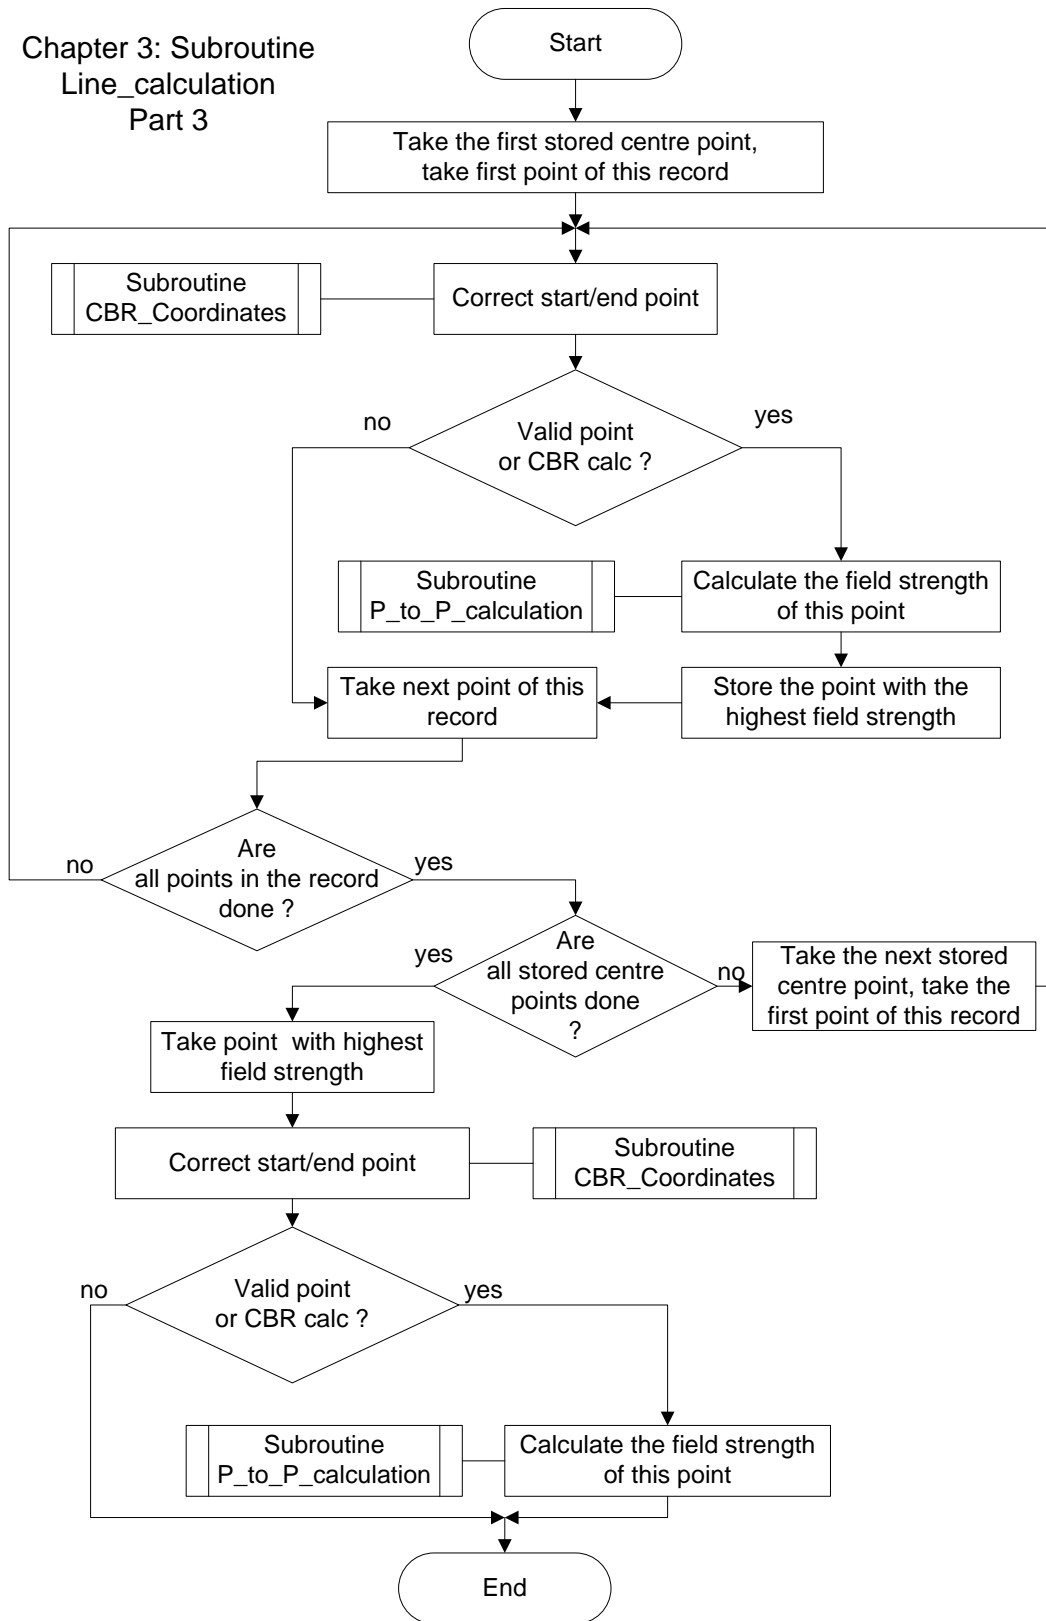 Chapter 3: Subroutine
Line_calculation
Part 3
Start
Take the first stored centre point,
take first point of this record
Subroutine
CBR_Coordinates
Correct start/end point
no
yes
Valid point
or CBR calc ?
Subroutine
P_to_P_calculation
Calculate the field strength
of this point
Take next point of this
record
Store the point with the
highest field strength
no
Are
all points in the record
done ?
yes
yes
Are
all stored centre
points done
?
no
Take the next stored
centre point, take the
first point of this record
Take point  with highest
field strength
Correct start/end point
Subroutine
CBR_Coordinates
no
Valid point
or CBR calc ?
yes
Subroutine
P_to_P_calculation
Calculate the field strength
of this point
End